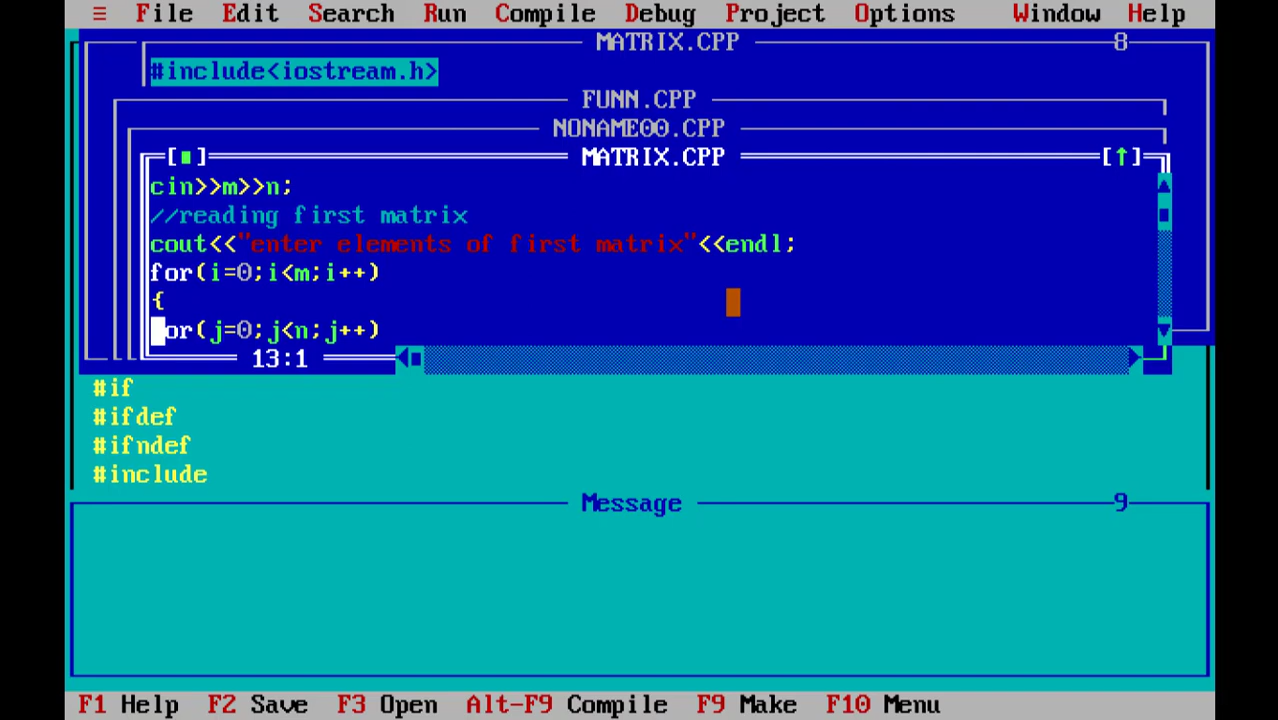 ≡ File Edit Search Run Compile Debug Project Options Window Help
MATRIX.CPP 8
#include<iostream.h>
FUNN.CPP
NONAME00.CPP
[■] MATRIX.CPP [↑]
cin>>m>>n;
//reading first matrix
cout<<"enter elements of first matrix"<<endl;
for(i=0;i<m;i++)
{
or(j=0;j<n;j++)
13:1
#if
#ifdef
#ifndef
#include
Message 9
F1 Help F2 Save F3 Open Alt-F9 Compile F9 Make F10 Menu